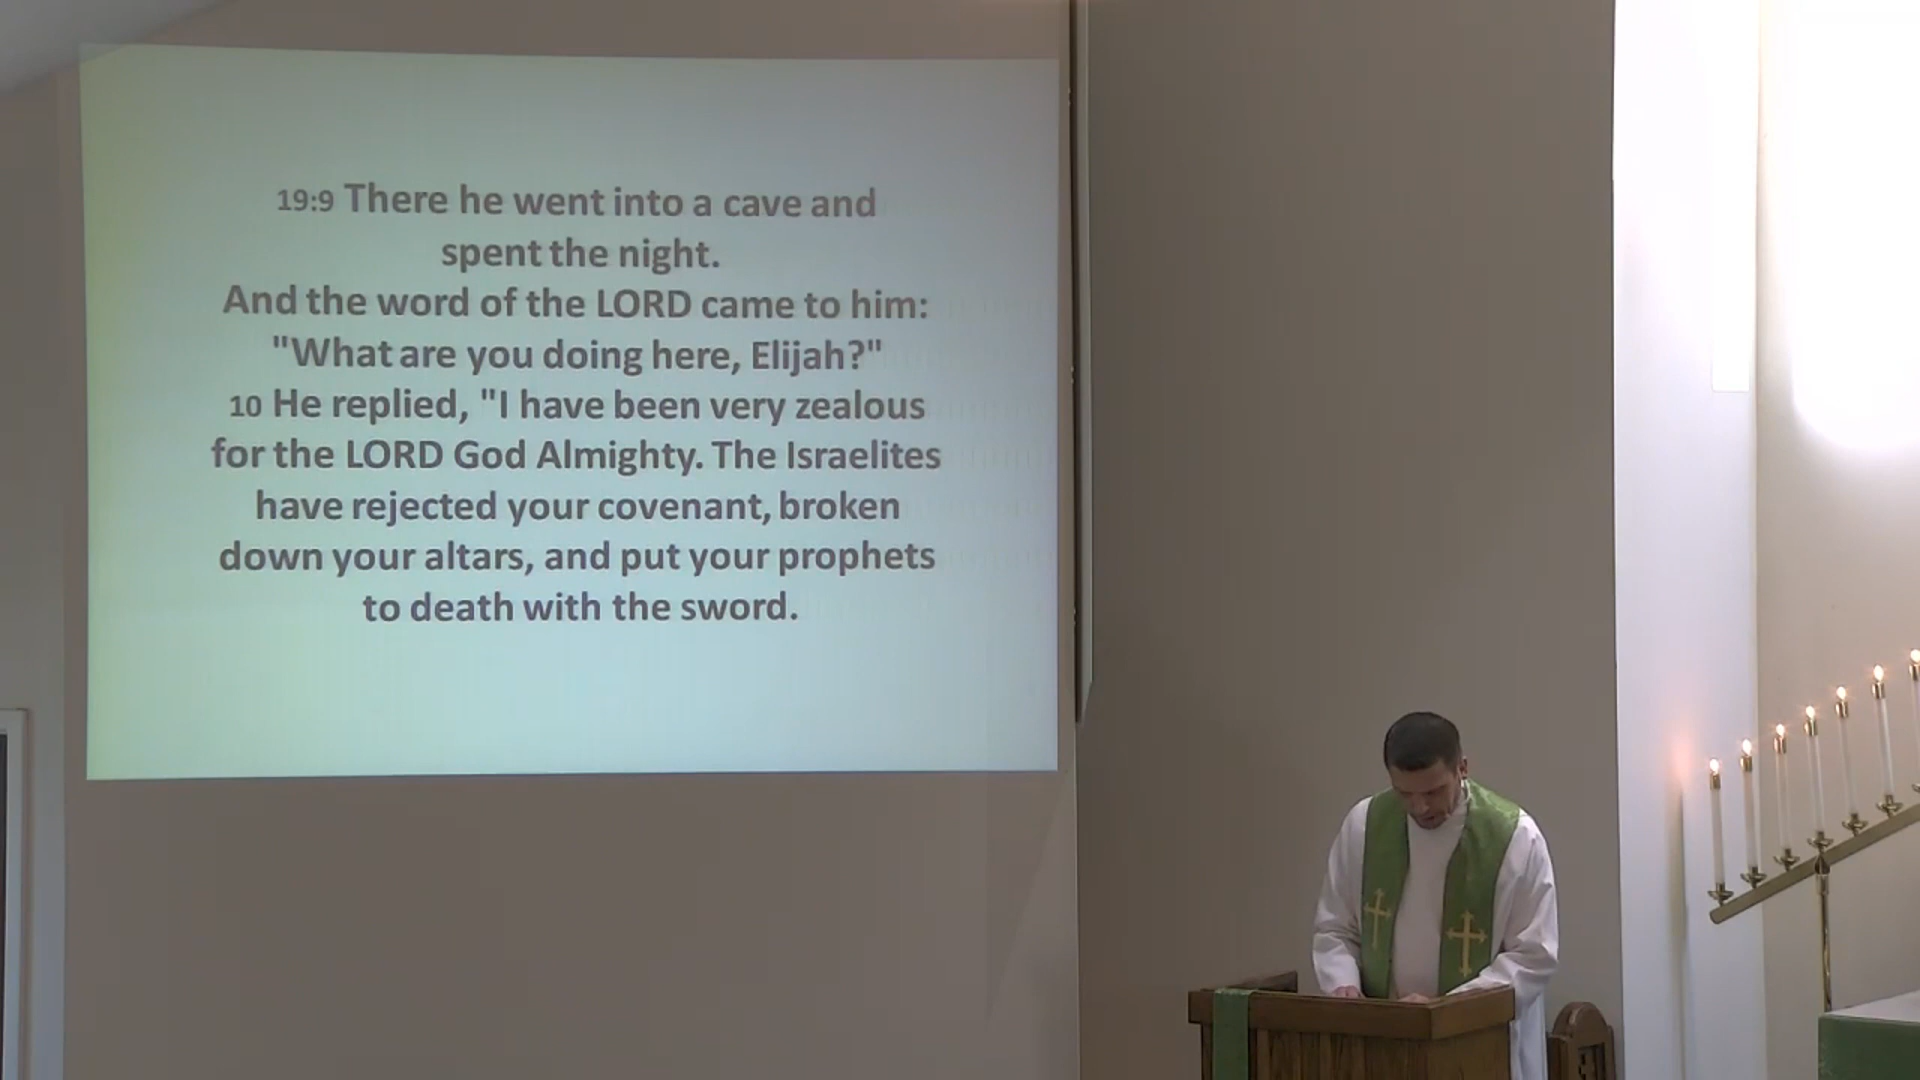 19:9 There he went into a cave and
spent the night.
And the word of the LORD came to him:
"What are you doing here, Elijah?"
10 He replied, "I have been very zealous
for the LORD God Almighty. The Israelites
have rejected your covenant, broken
down your altars, and put your prophets
to death with the sword.